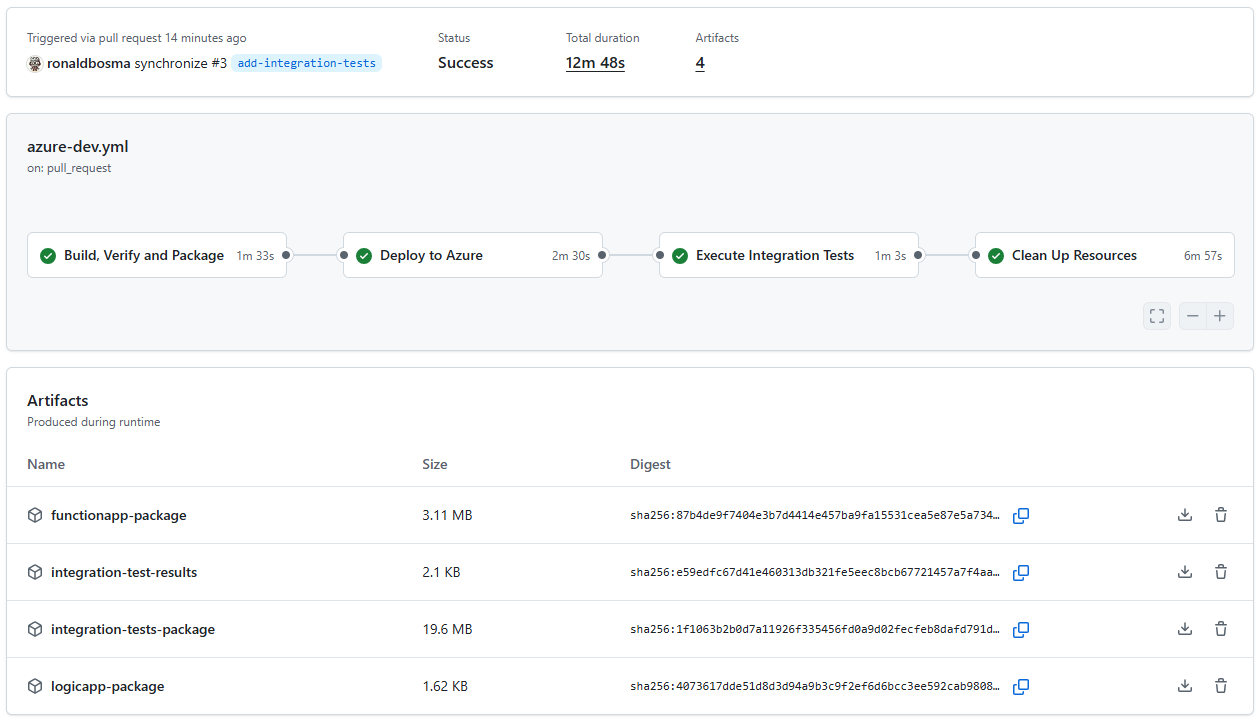 Triggered via pull request 14 minutes ago
Status
Total duration
Artifacts
ronaldbosma synchronize #3 add-integration-tests
Success
12m 48s
4
azure-dev.yml
on: pull_request
Build, Verify and Package 1m 33s
Deploy to Azure 2m 30s
Execute Integration Tests 1m 3s
Clean Up Resources 6m 57s
Artifacts
Produced during runtime
Name Size Digest
functionapp-package 3.11 MB sha256:87b4de9f7404e3b7d4414e457ba9fa15531cea5e87e5a734…
integration-test-results 2.1 KB sha256:e59edfc67d41e460313db321fe5eec8bcb67721457a7f4aa…
integration-tests-package 19.6 MB sha256:1f1063b2b0d7a11926f335456fd0a9d02fecfeb8dafd791d…
logicapp-package 1.62 KB sha256:4073617dde51d8d3d94a9b3c9f2ef6d6bcc3ee592cab9808…